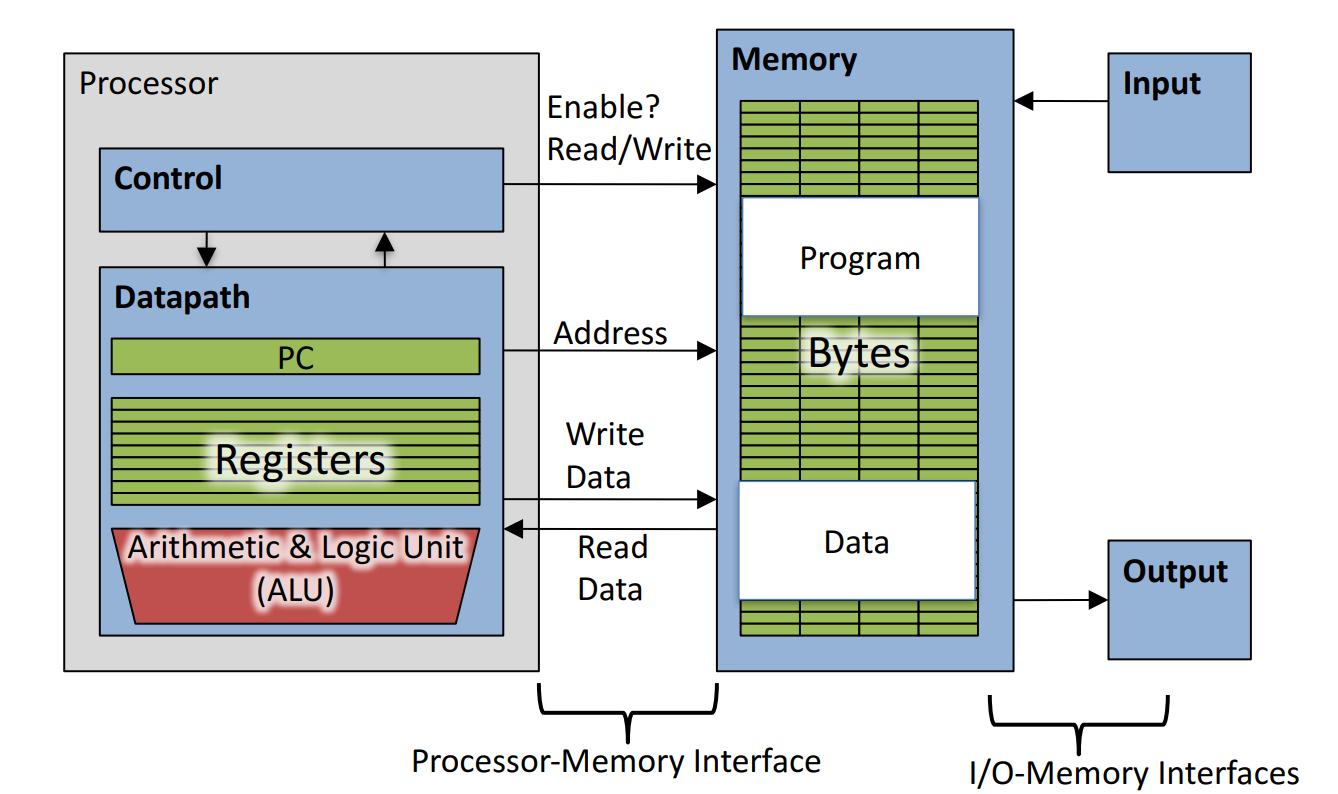 Processor
Control
Datapath
PC
Registers
Arithmetic & Logic Unit
(ALU)
Enable?
Read/Write
Address
Write
Data
Read
Data
Processor-Memory Interface
Memory
Program
Bytes
Data
Input
Output
I/O-Memory Interfaces